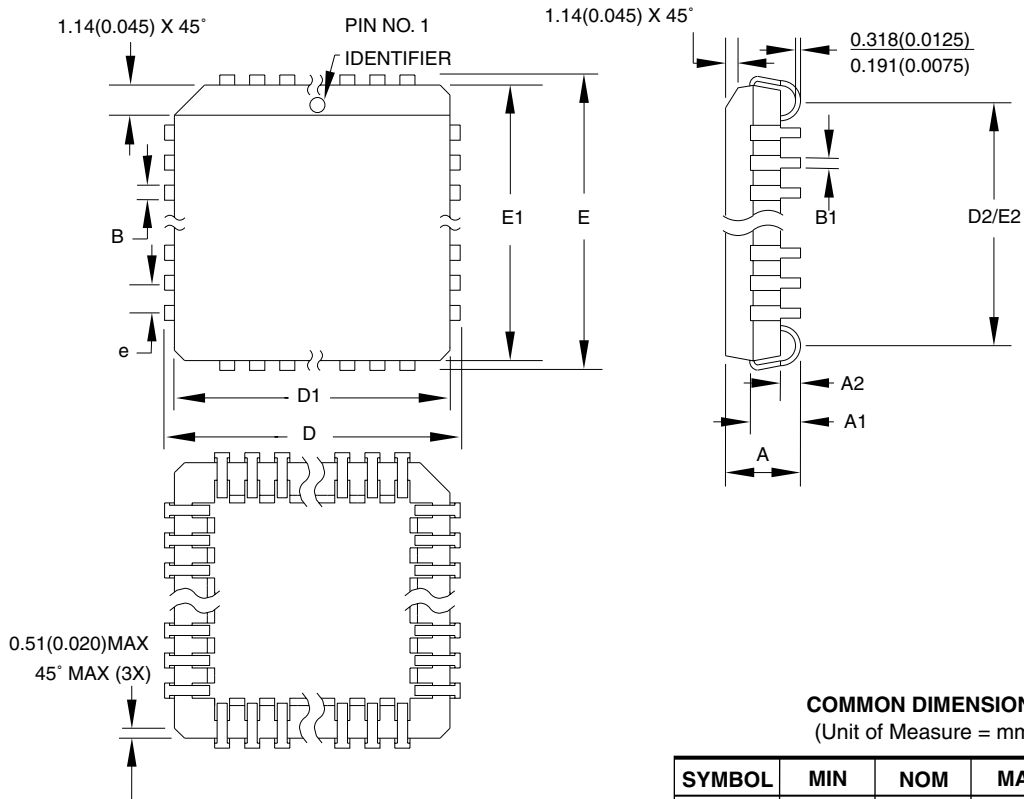 1.14(0.045) X 45˚
PIN NO. 1
IDENTIFIER
1.14(0.045) X 45˚
0.318(0.0125)
0.191(0.0075)
E1
E
B
e
B1
D2/E2
D1
D
A2
A1
A
0.51(0.020)MAX
45˚ MAX (3X)
COMMON DIMENSION
(Unit of Measure = mm
SYMBOL MIN NOM MA